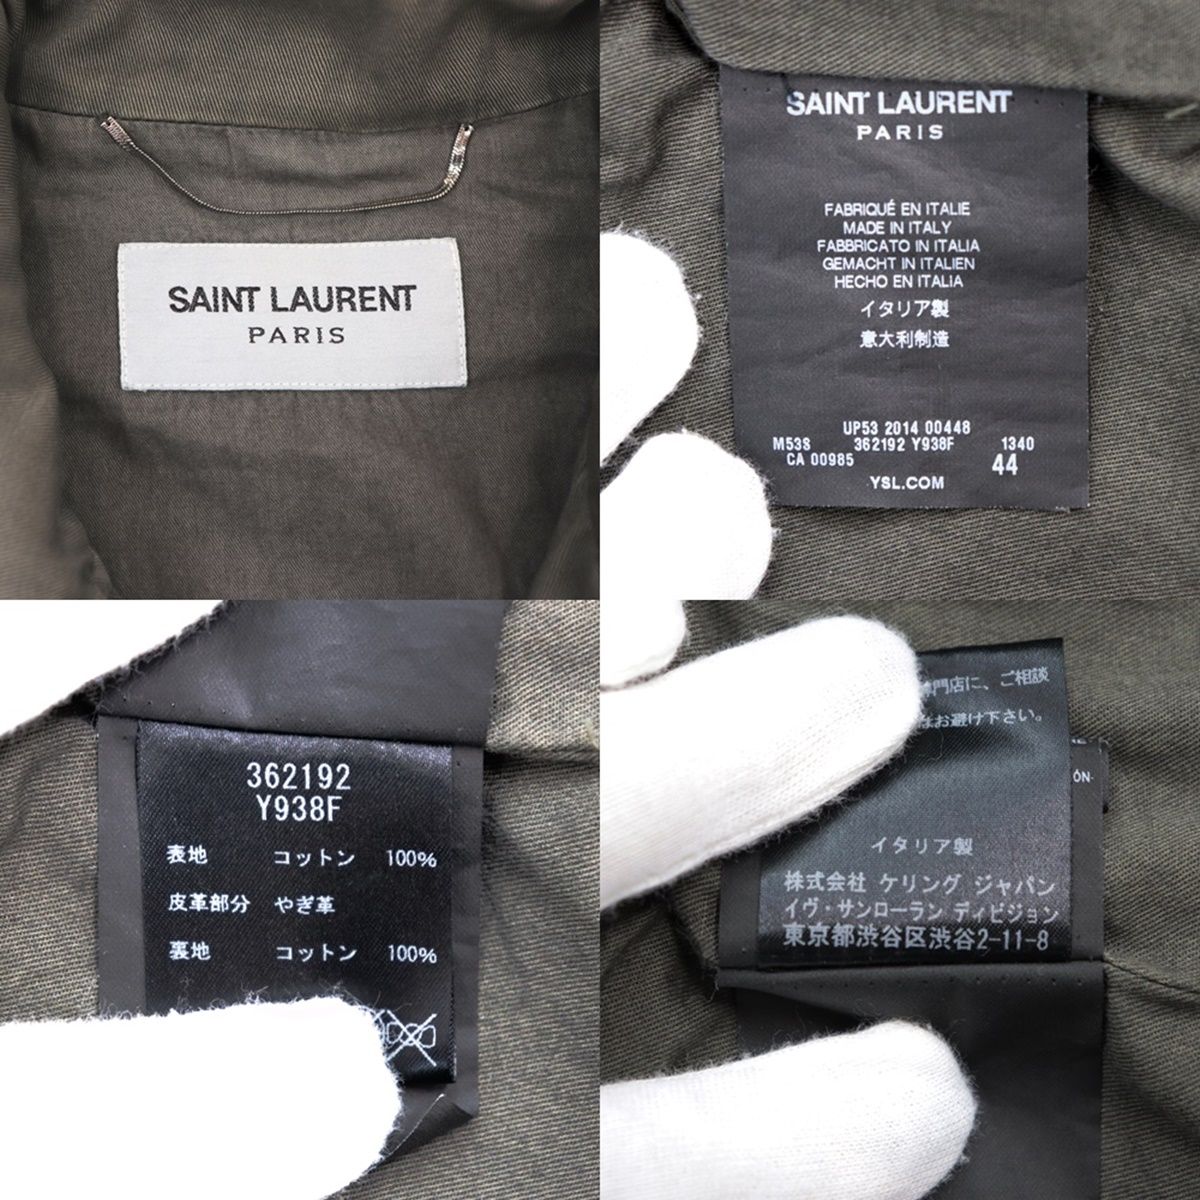 SAINT LAURENT
PARIS
SAINT LAURENT
PARIS
FABRIQUÉ EN ITALIE
MADE IN ITALY
FABBRICATO IN ITALIA
GEMACHT IN ITALIEN
HECHO EN ITALIA
イタリア製
意大利制造
UP53 2014 00448
M53S 362192 Y938F 1340
CA 00985 44
YSL.COM
362192
Y938F
表地 コットン 100%
皮革部分 やぎ革
裏地 コットン 100%
門店に、ご相談
お避け下さい。
ÓN-
イタリア製
株式会社 ケリング ジャパン
イヴ・サンローラン ディビジョン
東京都渋谷区渋谷2-11-8